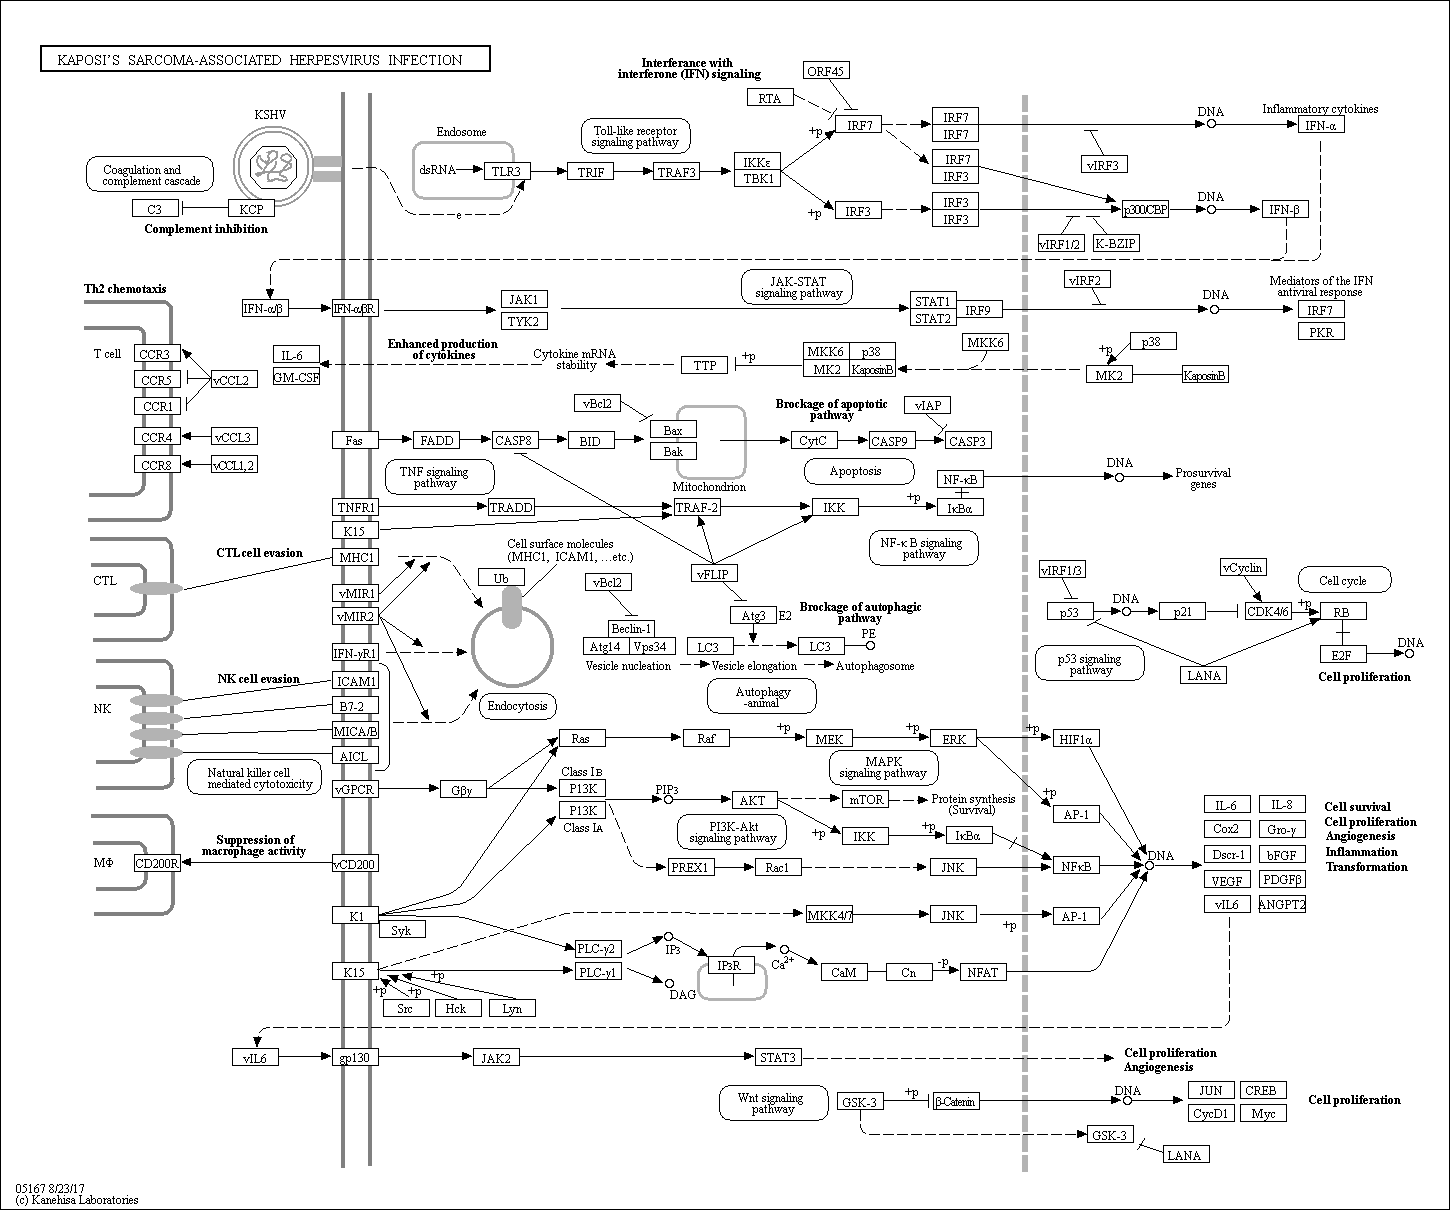 KAPOSI'S SARCOMA-ASSOCIATED HERPESVIRUS INFECTION
Interferance with
interferone (IFN) signaling
ORF45
RTA
KSHV
Endosome
Toll-like receptor
signaling pathway
dsRNA
TLR3
TRIF
TRAF3
IKKε
TBK1
+p
IRF7
IRF7
IRF7
IRF7
IRF3
+p
IRF3
IRF3
IRF3
DNA
Inflammatory cytokines
IFN-α
vIRF3
p300/CBP
DNA
IFN-β
vIRF1/2
K-BZIP
Coagulation and
complement cascade
C3
KCP
Complement inhibition
e
Th2 chemotaxis
T cell
CCR3
CCR5
CCR1
CCR4
CCR8
vCCL2
vCCL3
vCCL1,2
IFN-α/β
IFN-α/βR
JAK1
TYK2
JAK-STAT
signaling pathway
STAT1
STAT2
IRF9
vIRF2
DNA
Mediators of the IFN
antiviral response
IRF7
PKR
IL-6
GM-CSF
Enhanced production
of cytokines
Cytokine mRNA
stability
TTP
+p
MKK6
p38
MK2
KaposinB
MKK6
+p
p38
MK2
KaposinB
vBcl2
Brockage of apoptotic
pathway
vIAP
Fas
FADD
CASP8
BID
Bax
Bak
CytC
CASP9
CASP3
TNF signaling
pathway
Mitochondrion
Apoptosis
NF-κB
DNA
Prosurvival
genes
TNFR1
TRADD
TRAF-2
IKK
+p
IκBα
K15
NF-κ B signaling
pathway
CTL cell evasion
CTL
MHC1
vMIR1
vMIR2
IFN-γR1
Cell surface molecules
(MHC1, ICAM1, ...etc.)
Ub
vBcl2
vFLIP
Atg3
E2
Brockage of autophagic
pathway
Beclin-1
Atg14
Vps34
LC3
LC3
PE
Vesicle nucleation
Vesicle elongation
Autophagosome
vIRF1/3
vCyclin
Cell cycle
p53
DNA
p21
CDK4/6
+p
RB
p53 signaling
pathway
LANA
E2F
DNA
Cell proliferation
NK cell evasion
NK
ICAM1
B7-2
MICA/B
AICL
Endocytosis
Autophagy
-animal
Natural killer cell
mediated cytotoxicity
vGPCR
Gβγ
Ras
Raf
+p
MEK
+p
ERK
+p
HIF1α
MAPK
signaling pathway
Class IB
P13K
P13K
Class IA
PIP3
AKT
mTOR
Protein synthesis
(Survival)
+p
AP-1
PI3K-Akt
signaling pathway
+p
IKK
+p
IκBα
PREX1
Rac1
JNK
NFκB
DNA
IL-6
IL-8
Cox2
Gro-γ
Dscr-1
bFGF
VEGF
PDGFβ
vIL6
ANGPT2
Cell survival
Cell proliferation
Angiogenesis
Inflammation
Transformation
MΦ
CD200R
Suppression of
macrophage activity
vCD200
K1
Syk
MKK4/7
JNK
+p
AP-1
PLC-γ2
IP3
IP3R
Ca2+
K15
+p
+p
+p
Src
Hck
Lyn
PLC-γ1
DAG
CaM
Cn
-p
NFAT
vIL6
gp130
JAK2
STAT3
Cell proliferation
Angiogenesis
Wnt signaling
pathway
GSK-3
+p
β-Catenin
DNA
JUN
CREB
CycD1
Myc
Cell proliferation
GSK-3
LANA
05167 8/23/17
(c) Kanehisa Laboratories